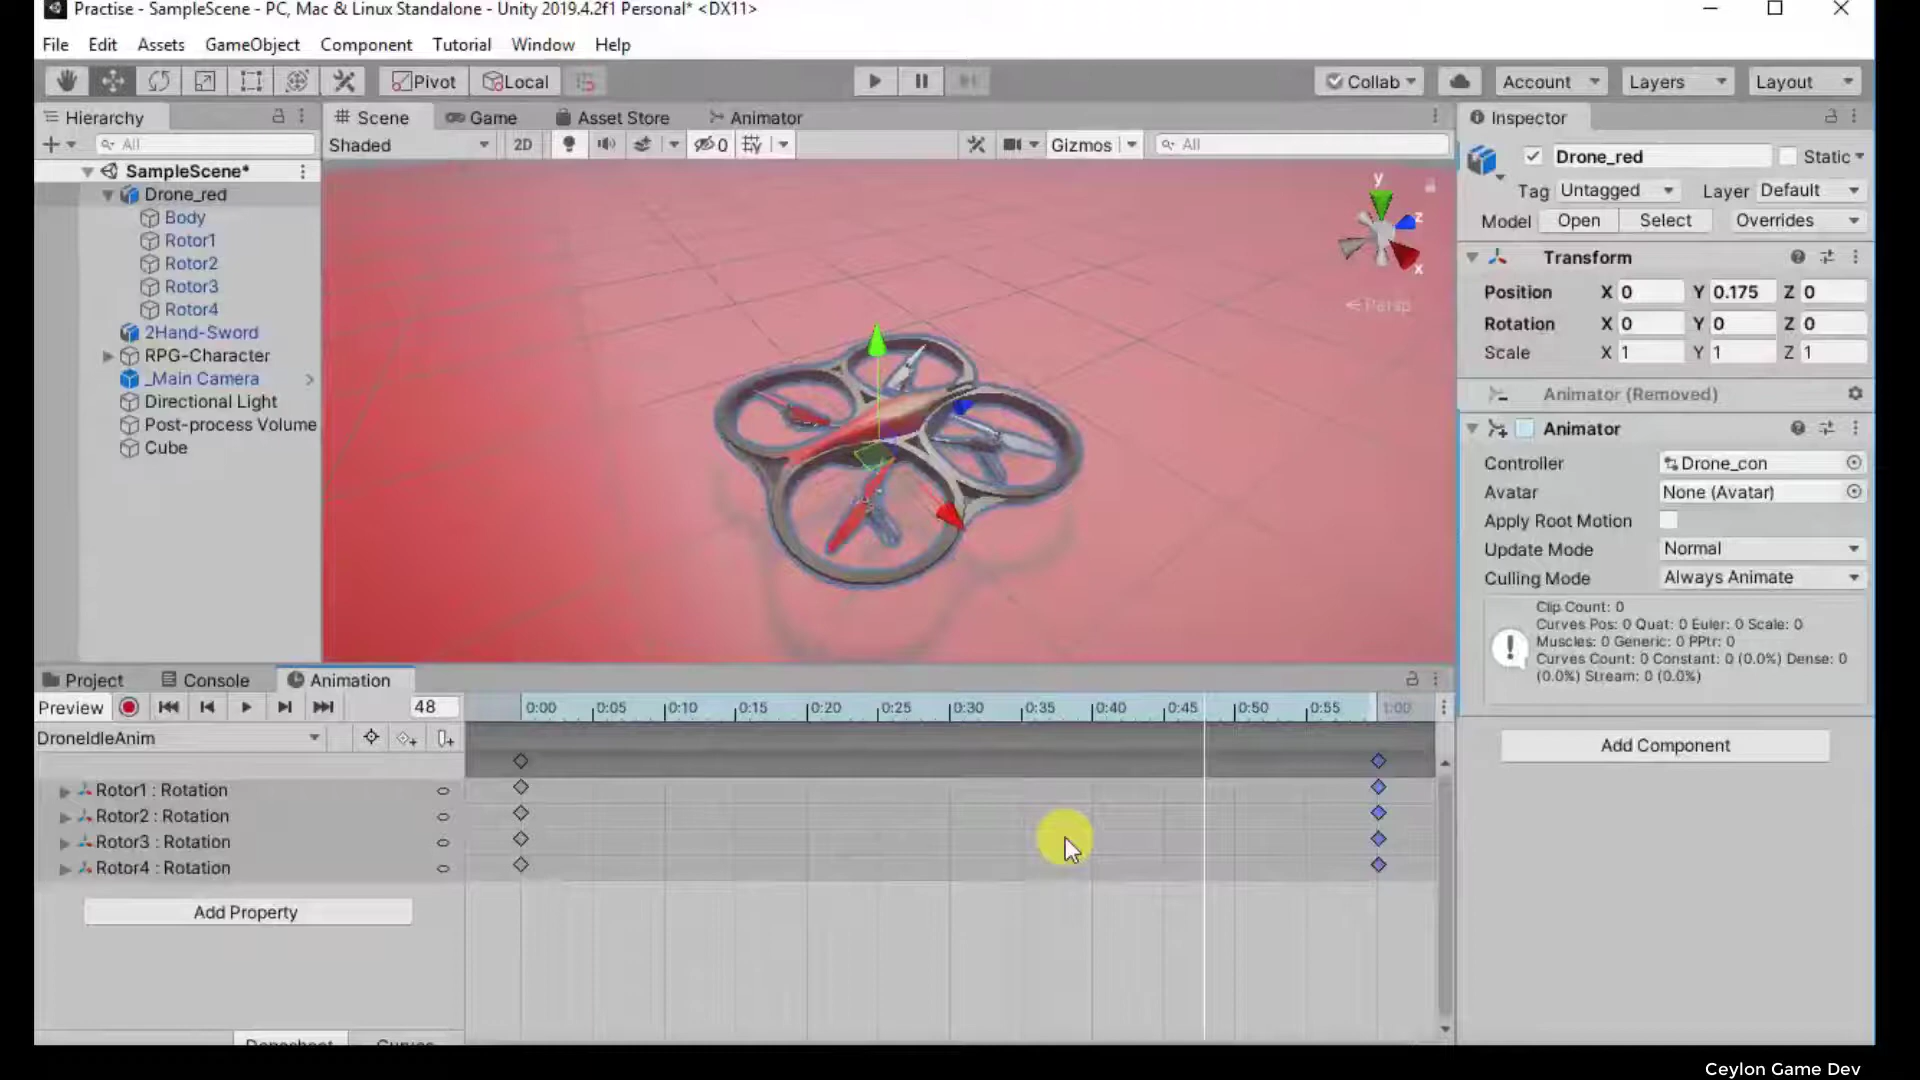 Practise - SampleScene - PC, Mac & Linux Standalone - Unity 2019.4.2f1 Personal* <DX11>
File Edit Assets GameObject Component Tutorial Window Help
Pivot Local Collab Account Layers Layout
Hierarchy
All
SampleScene*
Drone_red
Body
Rotor1
Rotor2
Rotor3
Rotor4
2Hand-Sword
RPG-Character
_Main Camera
Directional Light
Post-process Volume
Cube
Scene Game Asset Store Animator
Shaded 2D 0 Gizmos All
y
z
x
Persp
Inspector
Drone_red Static
Tag Untagged Layer Default
Model Open Select Overrides
Transform
Position X 0 Y 0.175 Z 0
Rotation X 0 Y 0 Z 0
Scale X 1 Y 1 Z 1
Animator (Removed)
Animator
Controller Drone_con
Avatar None (Avatar)
Apply Root Motion
Update Mode Normal
Culling Mode Always Animate
Clip Count: 0
Curves Pos: 0 Quat: 0 Euler: 0 Scale: 0
Muscles: 0 Generic: 0 PPtr: 0
Curves Count: 0 Constant: 0 (0.0%) Dense: 0
(0.0%) Stream: 0 (0.0%)
Add Component
Project Console Animation
Preview 48 0:00 0:05 0:10 0:15 0:20 0:25 0:30 0:35 0:40 0:45 0:50 0:55 1:00
DroneIdleAnim
Rotor1 : Rotation
Rotor2 : Rotation
Rotor3 : Rotation
Rotor4 : Rotation
Add Property
Dopesheet Curves
Ceylon Game Dev